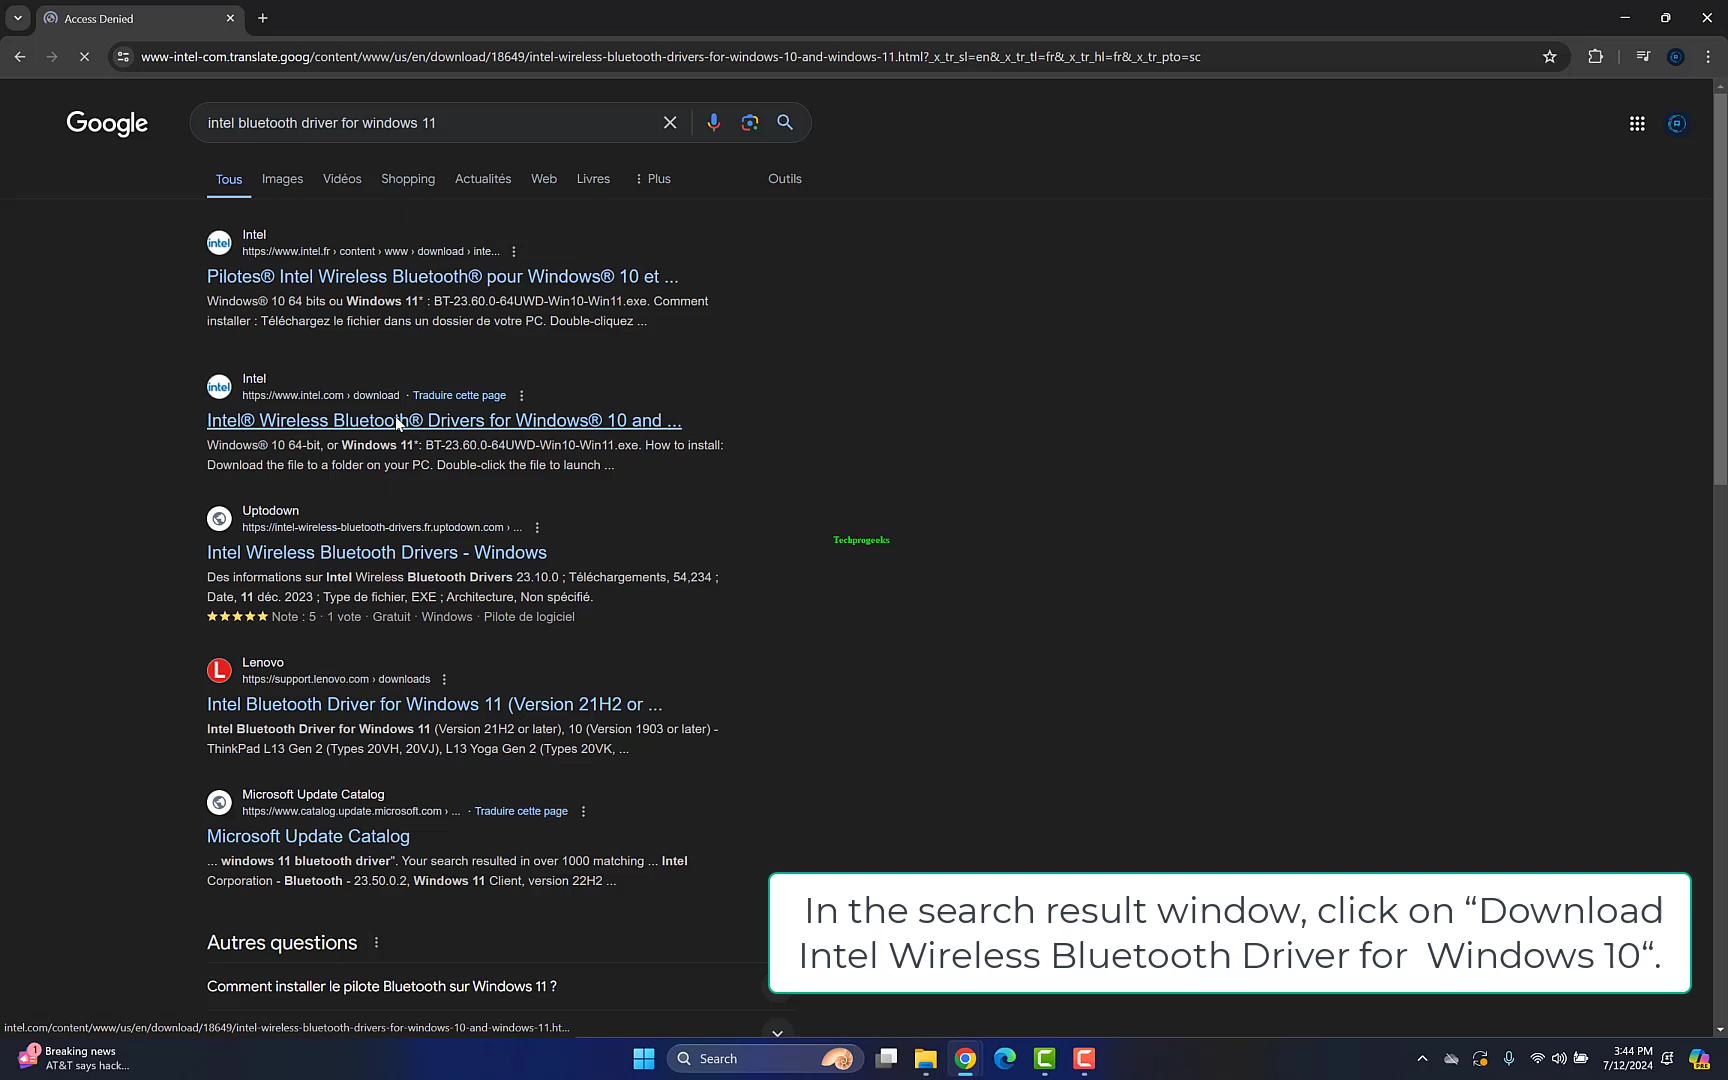 Access Denied
www-intel-com.translate.goog/content/www/us/en/download/18649/intel-wireless-bluetooth-drivers-for-windows-10-and-windows-11.html?_x_tr_sl=en&_x_tr_tl=fr&_x_tr_hl=fr&_x_tr_pto=sc
Google
intel bluetooth driver for windows 11
Tous Images Vidéos Shopping Actualités Web Livres Plus Outils
intel
Intel
https://www.intel.fr › content › www › download › inte...
Pilotes® Intel Wireless Bluetooth® pour Windows® 10 et ...
Windows® 10 64 bits ou Windows 11* : BT-23.60.0-64UWD-Win10-Win11.exe. Comment
installer : Téléchargez le fichier dans un dossier de votre PC. Double-cliquez ...
intel
Intel
https://www.intel.com › download · Traduire cette page
Intel® Wireless Bluetooth® Drivers for Windows® 10 and ...
Windows® 10 64-bit, or Windows 11*: BT-23.60.0-64UWD-Win10-Win11.exe. How to install:
Download the file to a folder on your PC. Double-click the file to launch ...
Uptodown
https://intel-wireless-bluetooth-drivers.fr.uptodown.com › ...
Intel Wireless Bluetooth Drivers - Windows
Des informations sur Intel Wireless Bluetooth Drivers 23.10.0 ; Téléchargements, 54,234 ;
Date, 11 déc. 2023 ; Type de fichier, EXE ; Architecture, Non spécifié.
Note : 5 · 1 vote · Gratuit · Windows · Pilote de logiciel
Techprogeeks
L
Lenovo
https://support.lenovo.com › downloads
Intel Bluetooth Driver for Windows 11 (Version 21H2 or ...
Intel Bluetooth Driver for Windows 11 (Version 21H2 or later), 10 (Version 1903 or later) -
ThinkPad L13 Gen 2 (Types 20VH, 20VJ), L13 Yoga Gen 2 (Types 20VK, ...
Microsoft Update Catalog
https://www.catalog.update.microsoft.com › ... · Traduire cette page
Microsoft Update Catalog
... windows 11 bluetooth driver". Your search resulted in over 1000 matching ... Intel
Corporation - Bluetooth - 23.50.0.2, Windows 11 Client, version 22H2 ...
In the search result window, click on “Download
Intel Wireless Bluetooth Driver for Windows 10“.
Autres questions
Comment installer le pilote Bluetooth sur Windows 11 ?
intel.com/content/www/us/en/download/18649/intel-wireless-bluetooth-drivers-for-windows-10-and-windows-11.ht...
1
Breaking news
AT&T says hack...
Search
3:44 PM
7/12/2024
PRE